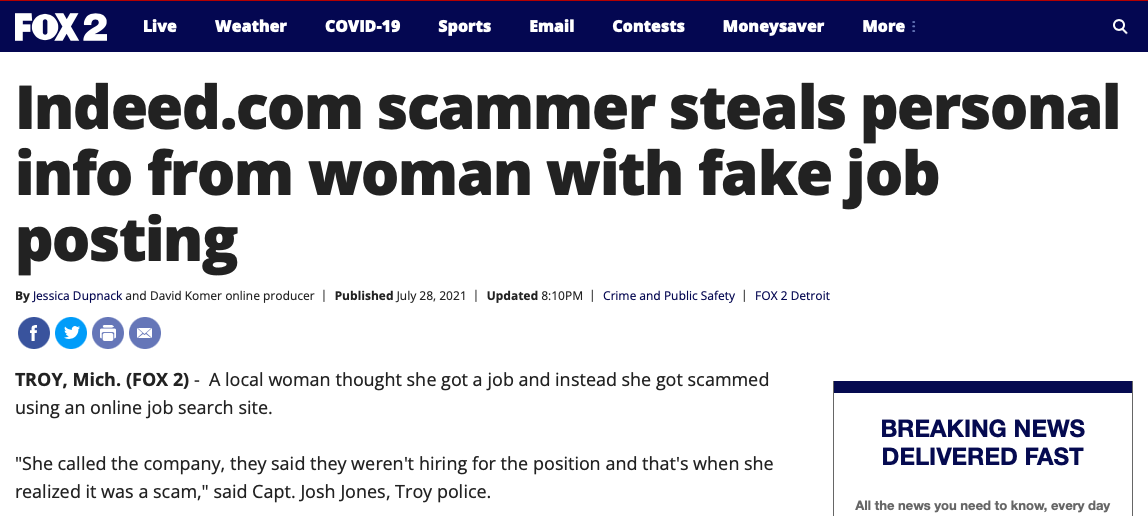 FOX 2 Live Weather COVID-19 Sports Email Contests Moneysaver More
Indeed.com scammer steals personal
info from woman with fake job
posting
By Jessica Dupnack and David Komer online producer | Published July 28, 2021 | Updated 8:10PM | Crime and Public Safety | FOX 2 Detroit
TROY, Mich. (FOX 2) - A local woman thought she got a job and instead she got scammed
using an online job search site.
"She called the company, they said they weren't hiring for the position and that's when she
realized it was a scam," said Capt. Josh Jones, Troy police.
BREAKING NEWS
DELIVERED FAST
All the news you need to know, every day